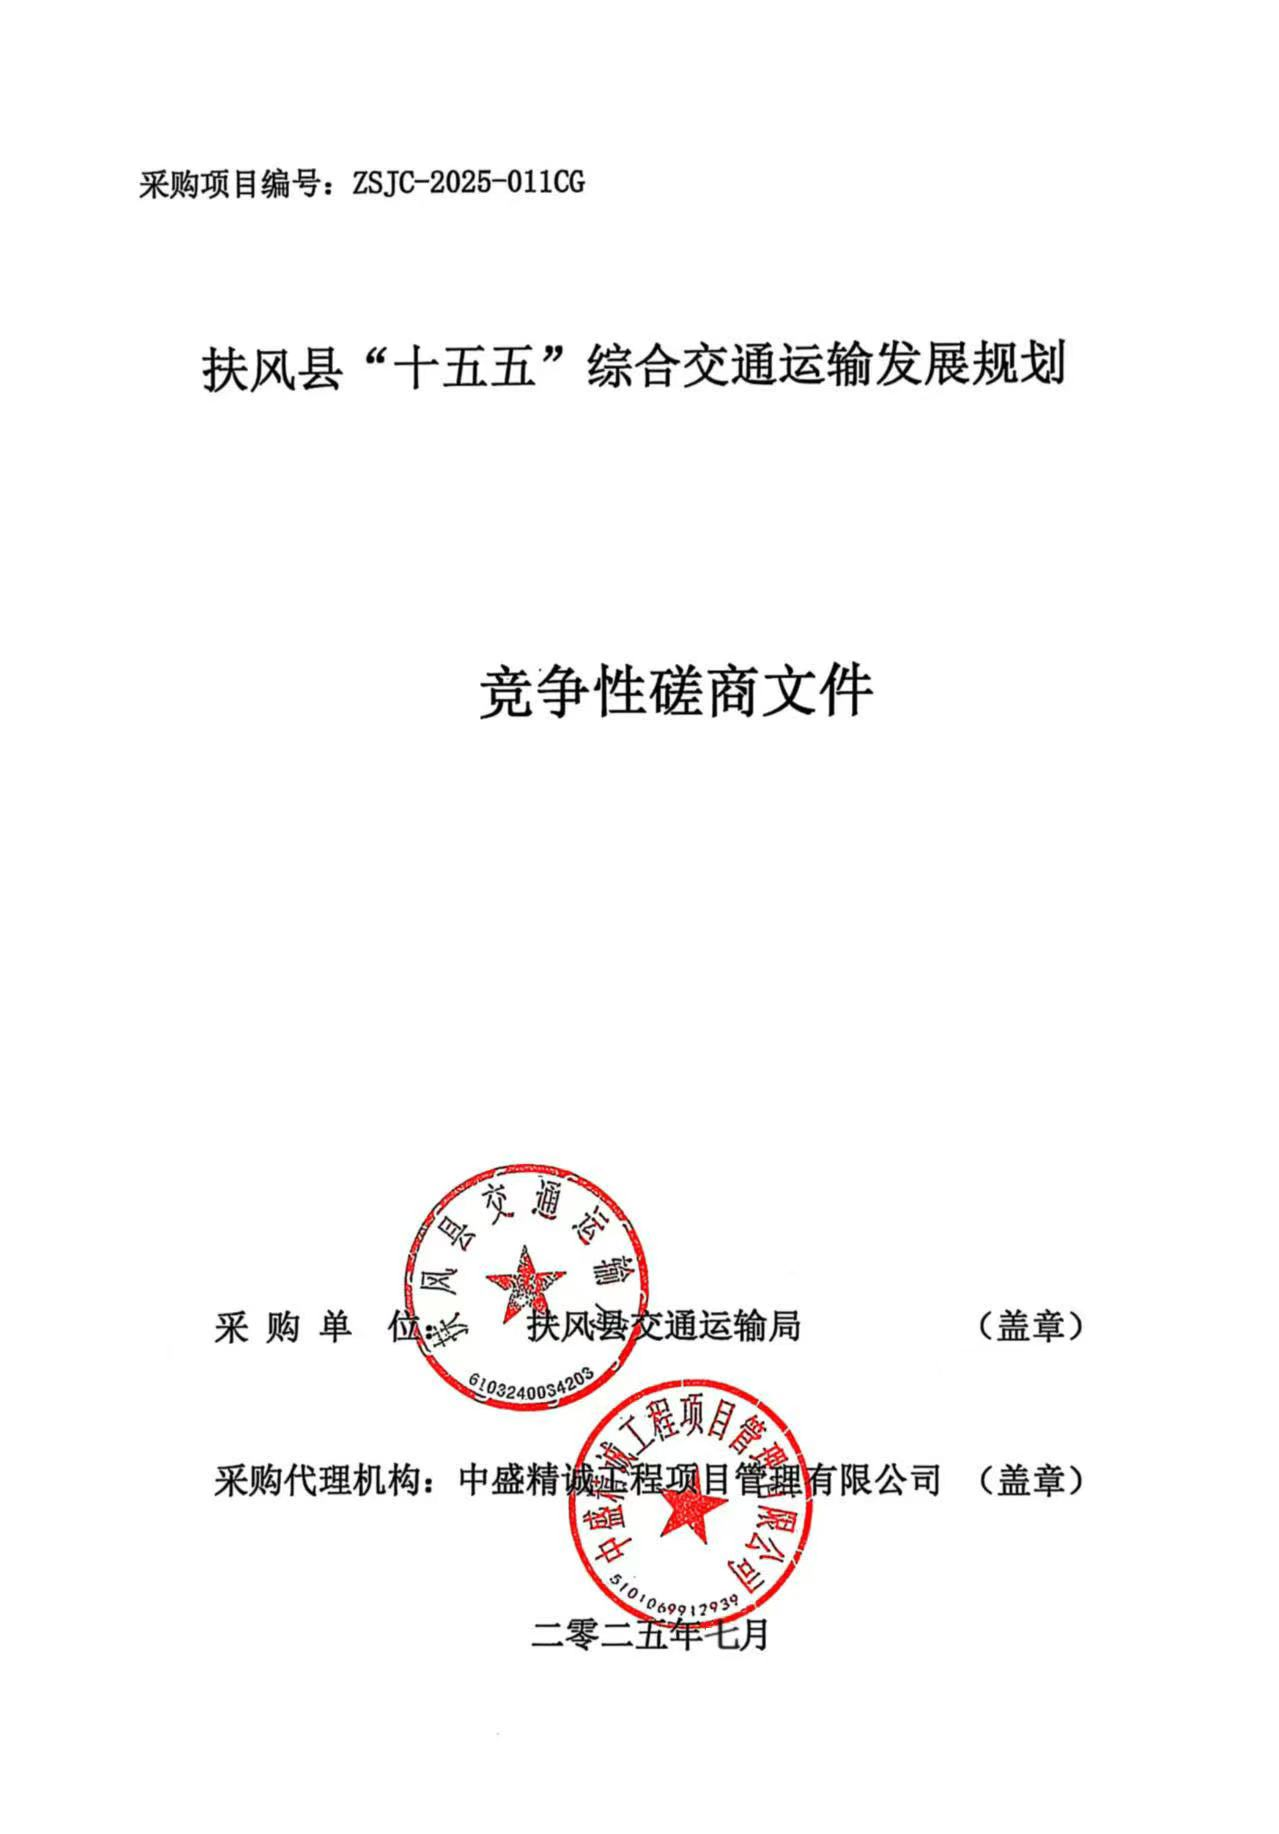 采购项目编号：ZSJC-2025-011CG
扶风县“十五五”综合交通运输发展规划
竞争性磋商文件
扶风县交通运输
采购单位：扶风县交通运输局（盖章）
6103240034203
中盛精诚工程项目管理有限公司
采购代理机构：中盛精诚工程项目管理有限公司（盖章）
5101069912939
二零二五年七月